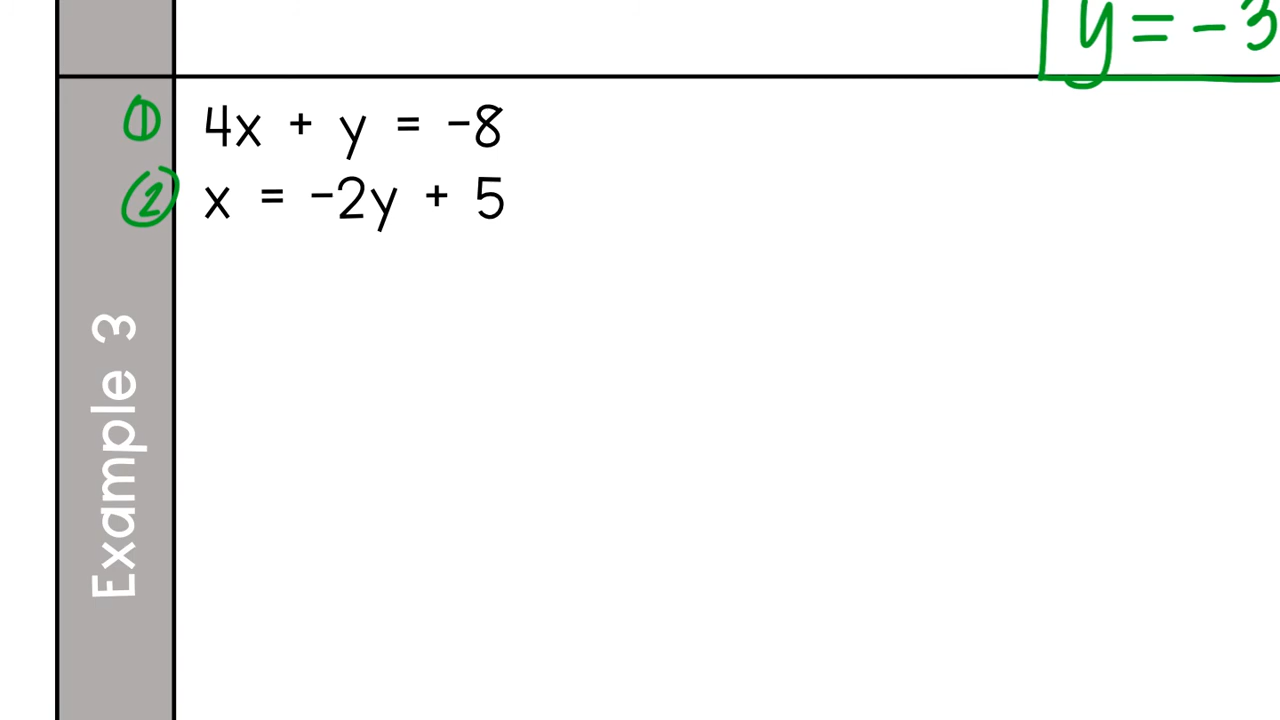 y = -3
① 4x + y = -8
② x = -2y + 5
Example 3